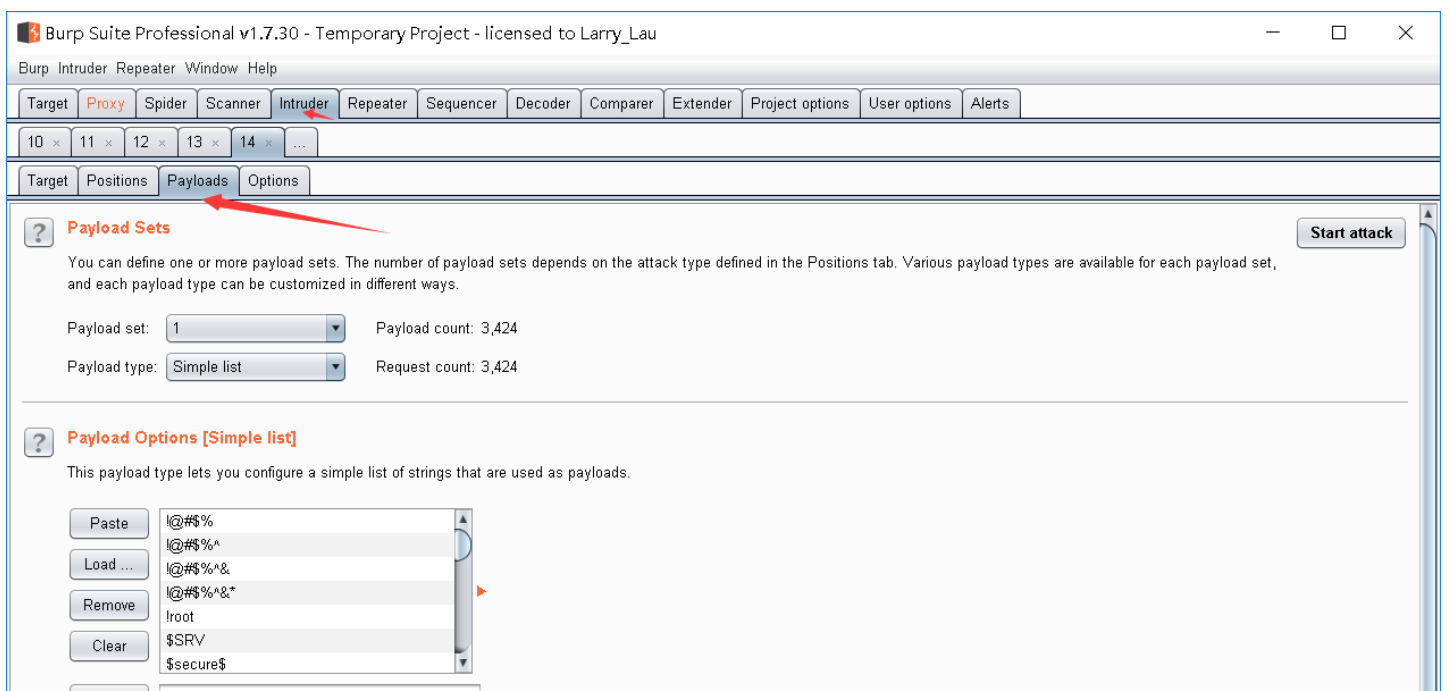 Burp Suite Professional v1.7.30 - Temporary Project - licensed to Larry_Lau
Burp Intruder Repeater Window Help
Target Proxy Spider Scanner Intruder Repeater Sequencer Decoder Comparer Extender Project options User options Alerts
10 × 11 × 12 × 13 × 14 × ...
Target Positions Payloads Options
? Payload Sets Start attack
You can define one or more payload sets. The number of payload sets depends on the attack type defined in the Positions tab. Various payload types are available for each payload set,
and each payload type can be customized in different ways.
Payload set: 1 Payload count: 3,424
Payload type: Simple list Request count: 3,424
? Payload Options [Simple list]
This payload type lets you configure a simple list of strings that are used as payloads.
Paste
Load ...
Remove
Clear
!@#$%
!@#$%^
!@#$%^&
!@#$%^&*
!root
$SRV
$secure$